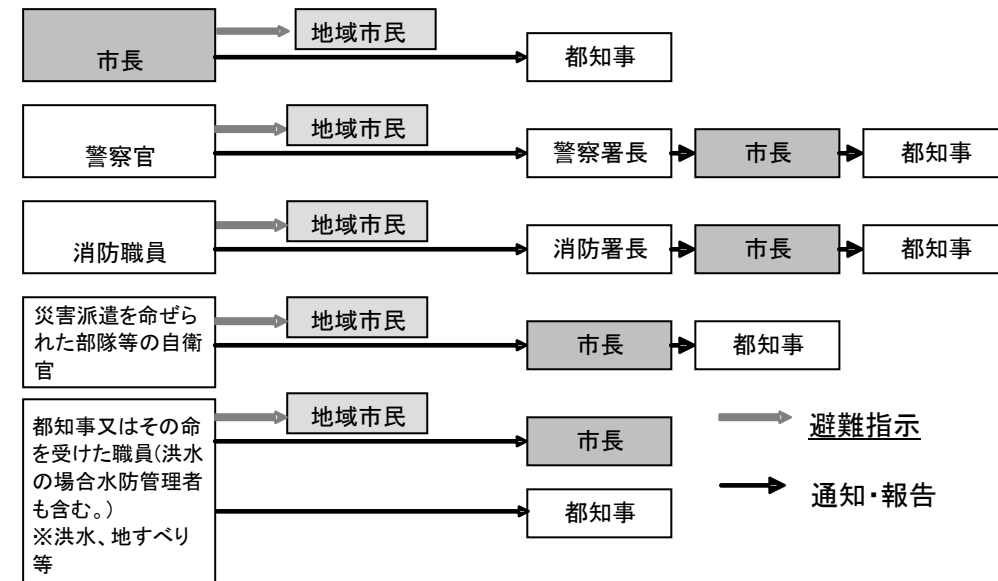 市長
地域市民
都知事
警察官
地域市民
警察署長
市長
都知事
消防職員
地域市民
消防署長
市長
都知事
災害派遣を命ぜら
れた部隊等の自衛
官
地域市民
市長
都知事
都知事又はその命
を受けた職員(洪水
の場合水防管理者
も含む。)
※洪水、地すべり
等
地域市民
市長
都知事
避難指示
通知・報告